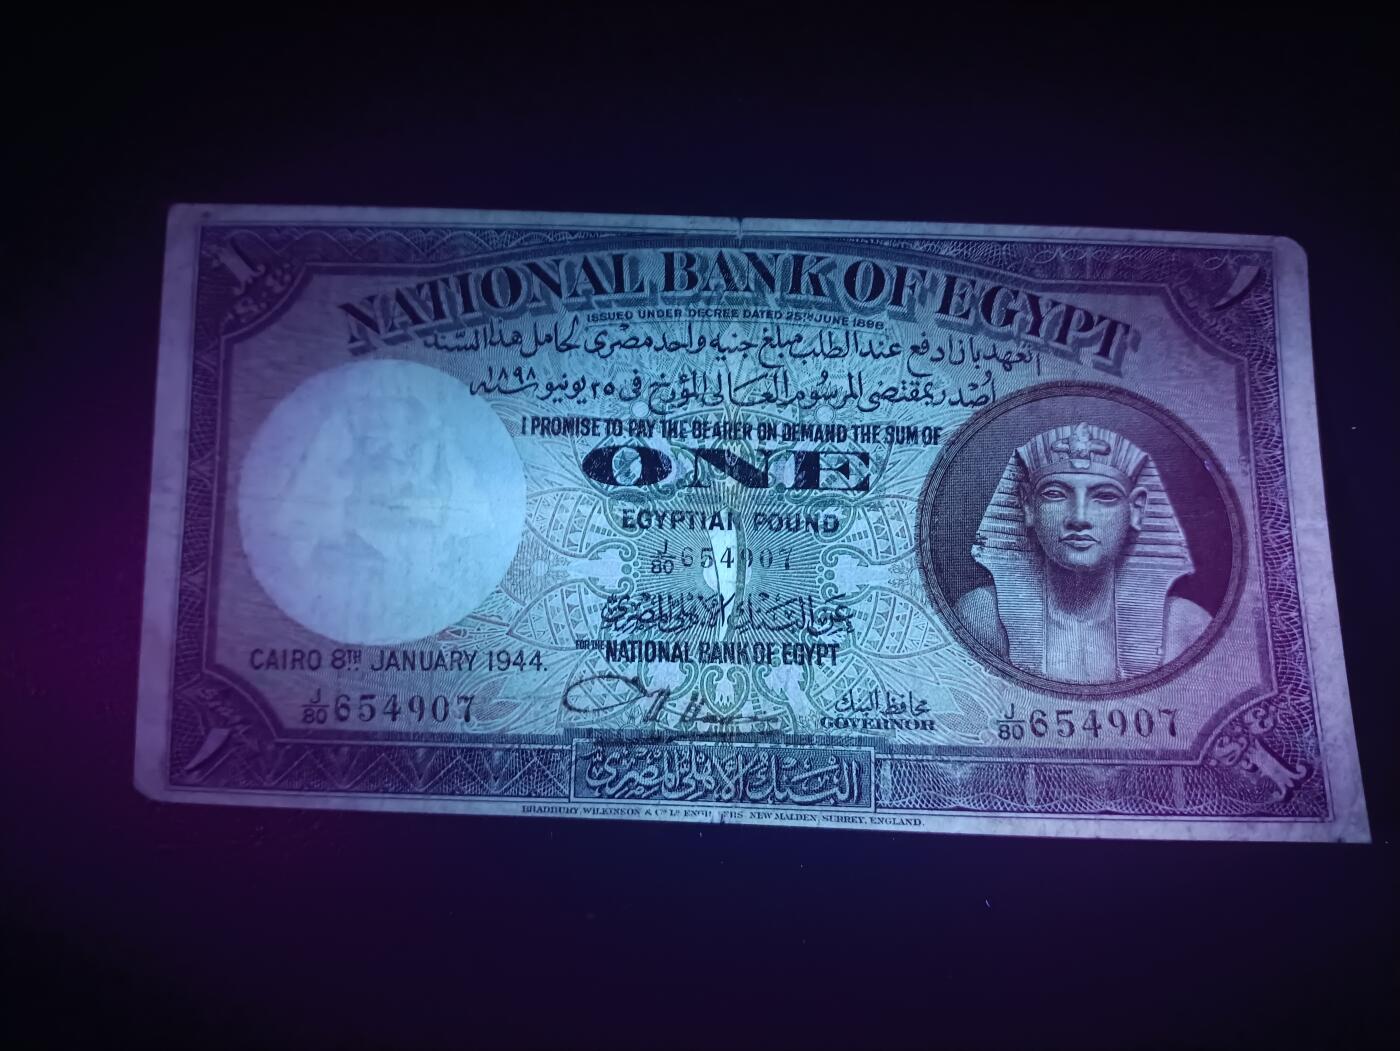 NATIONAL BANK OF EGYPT
ISSUED UNDER DECREE DATED 25TH JUNE 1898.
اتعهد بأن ادفع عند الطلب مبلغ جنيه واحد مصرى لحامل هذا السند
أصدر بمقتضى المرسوم العالى المؤرخ فى ٢٥ يونيو سنة ١٨٩٨
I PROMISE TO PAY THE BEARER ON DEMAND THE SUM OF
ONE
EGYPTIAN POUND
J/80 654907
عن البنك الأهلى المصرى
FOR THE NATIONAL BANK OF EGYPT
CAIRO 8TH JANUARY 1944.
محافظ البنك
GOVERNOR
J/80 654907
J/80 654907
١
1
البنك الأهلى المصرى
BRADBURY, WILKINSON & Co Ld ENGRAVERS, NEW MALDEN, SURREY, ENGLAND.